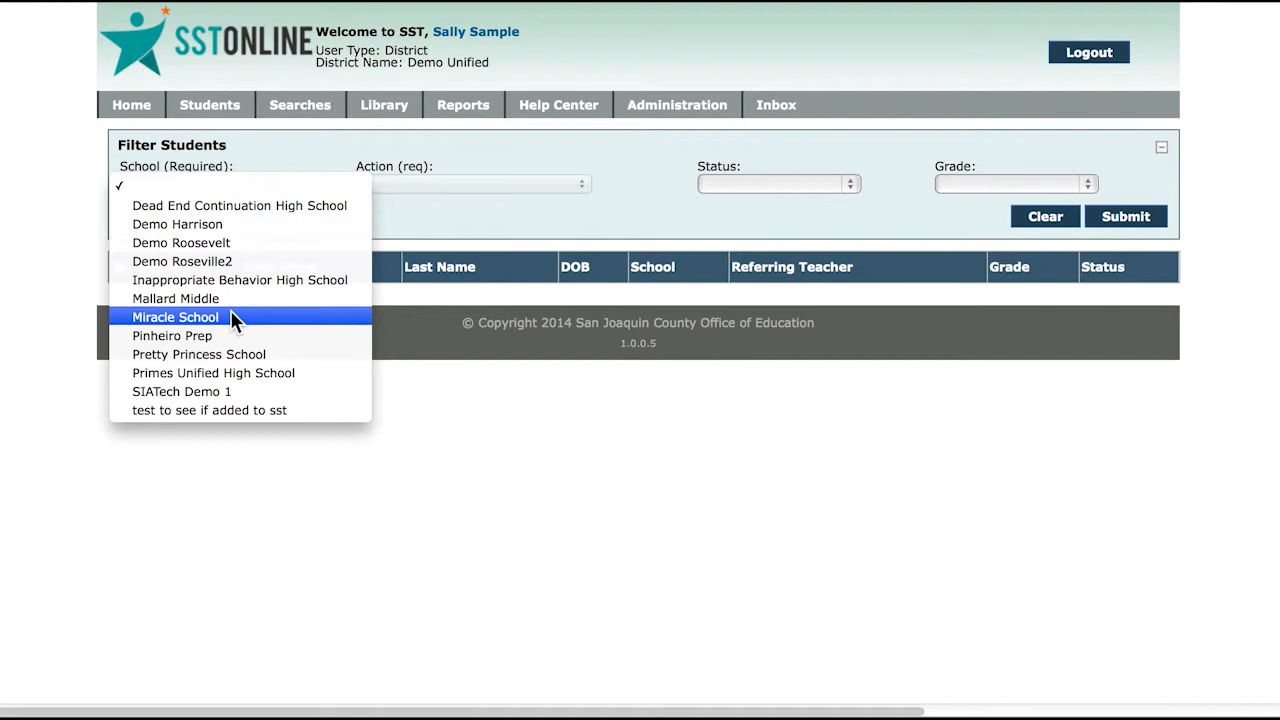 SSTONLINE
Welcome to SST, Sally Sample
User Type: District
District Name: Demo Unified
Logout
Home Students Searches Library Reports Help Center Administration Inbox
Filter Students
School (Required): Action (req): Status: Grade:
✓
Dead End Continuation High School
Demo Harrison
Demo Roosevelt
Demo Roseville2
Inappropriate Behavior High School
Mallard Middle
Miracle School
Pinheiro Prep
Pretty Princess School
Primes Unified High School
SIATech Demo 1
test to see if added to sst
Clear Submit
Last Name DOB School Referring Teacher Grade Status
© Copyright 2014 San Joaquin County Office of Education
1.0.0.5